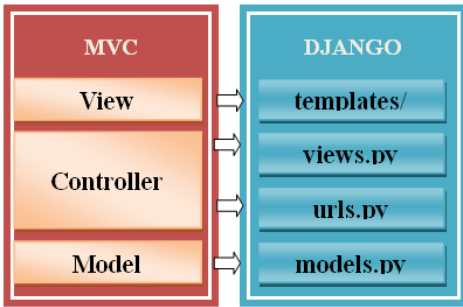 MVC
View
Controller
Model
DJANGO
templates/
views.py
urls.py
models.py